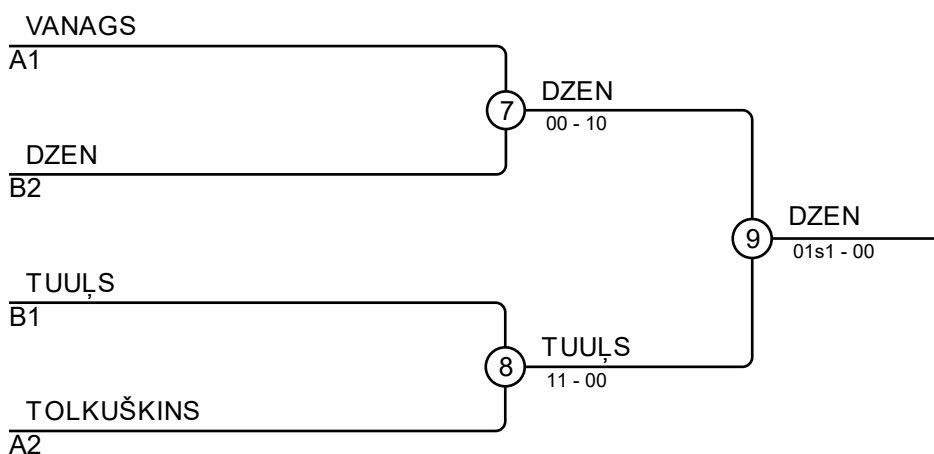 VANAGS
A1
7
DZEN
00 - 10
DZEN
B2
9
DZEN
01s1 - 00
TUUĻS
B1
8
TUUĻS
11 - 00
TOLKUŠKINS
A2